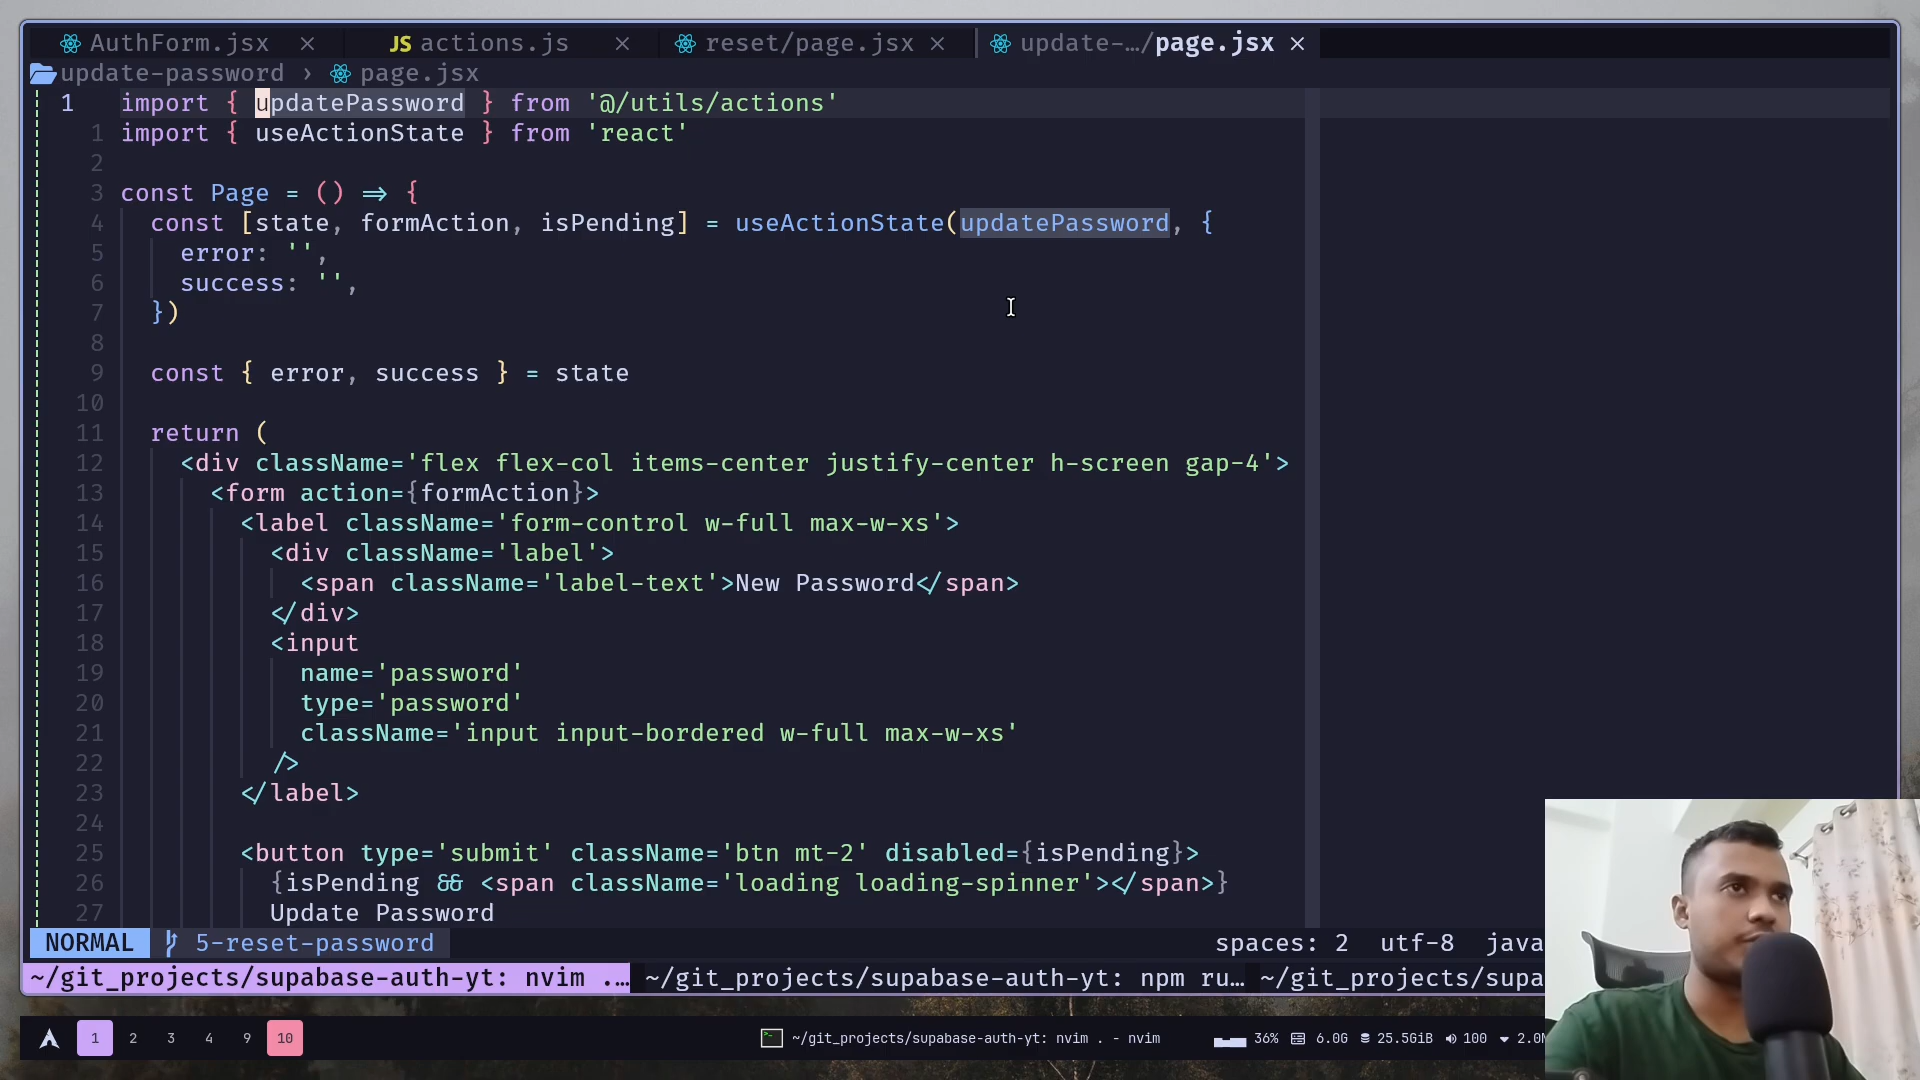 AuthForm.jsx
JS actions.js
reset/page.jsx
update-…/page.jsx
update-password › page.jsx
1 import { updatePassword } from '@/utils/actions'
1 import { useActionState } from 'react'
2
3 const Page = () => {
4 const [state, formAction, isPending] = useActionState(updatePassword, {
5 error: '',
6 success: '',
7 })
8
9 const { error, success } = state
10
11 return (
12 <div className='flex flex-col items-center justify-center h-screen gap-4'>
13 <form action={formAction}>
14 <label className='form-control w-full max-w-xs'>
15 <div className='label'>
16 <span className='label-text'>New Password</span>
17 </div>
18 <input
19 name='password'
20 type='password'
21 className='input input-bordered w-full max-w-xs'
22 />
23 </label>
24
25 <button type='submit' className='btn mt-2' disabled={isPending}>
26 {isPending && <span className='loading loading-spinner'></span>}
27 Update Password
NORMAL 5-reset-password spaces: 2 utf-8 java
~/git_projects/supabase-auth-yt: nvim .… ~/git_projects/supabase-auth-yt: npm ru… ~/git_projects/supa
1 2 3 4 9 10 ~/git_projects/supabase-auth-yt: nvim . - nvim 36% 6.0G 25.5GiB 100 2.0M